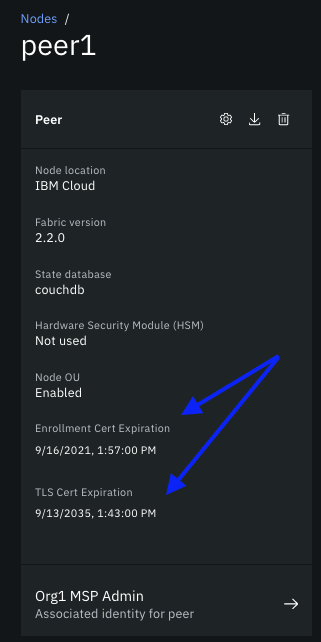 Nodes /
peer1
Peer
Node location
IBM Cloud
Fabric version
2.2.0
State database
couchdb
Hardware Security Module (HSM)
Not used
Node OU
Enabled
Enrollment Cert Expiration
9/16/2021, 1:57:00 PM
TLS Cert Expiration
9/13/2035, 1:43:00 PM
Org1 MSP Admin
Associated identity for peer